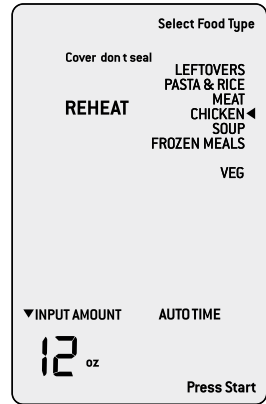 Select Food Type
Cover don t seal
LEFTOVERS
PASTA & RICE
REHEAT
MEAT
CHICKEN
SOUP
FROZEN MEALS
VEG
INPUT AMOUNT
AUTO TIME
12 oz
Press Start